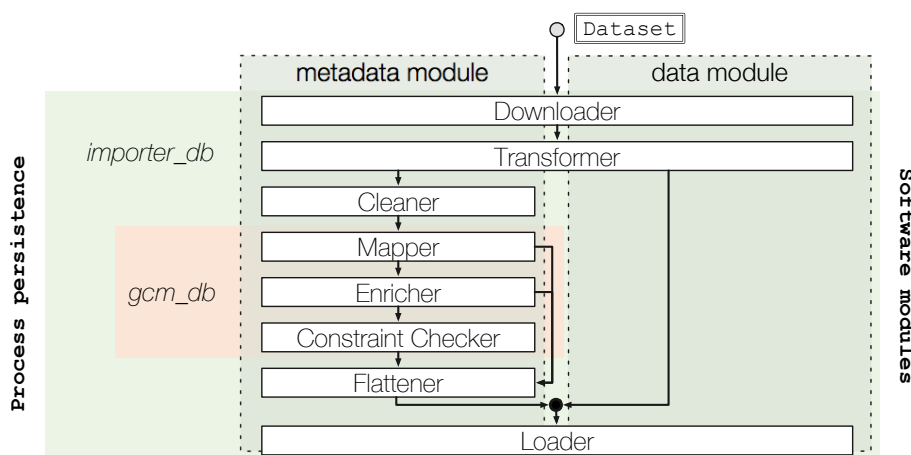 Dataset
metadata module
data module
Downloader
importer_db
Transformer
Cleaner
Mapper
gcm_db
Enricher
Constraint Checker
Flattener
Loader
Process persistence
Software modules